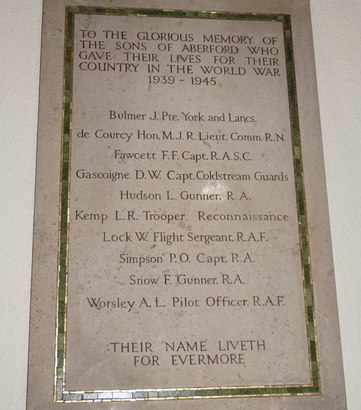 TO THE GLORIOUS MEMORY OF
THE SONS OF ABERFORD WHO
GAVE THEIR LIVES FOR THEIR
COUNTRY IN THE WORLD WAR
1939 - 1945
Bulmer J. Pte. York and Lancs.
de Courcy Hon. M.J.R. Lieut. Comm. R.N.
Fawcett F.F. Capt. R.A.S.C.
Gascoigne D.W. Capt. Coldstream Guards
Hudson L. Gunner. R.A.
Kemp L.R. Trooper. Reconnaissance
Lock W. Flight Sergeant. R.A.F.
Simpson P.O. Capt. R.A.
Snow F. Gunner. R.A.
Worsley A.L. Pilot Officer. R.A.F.
THEIR NAME LIVETH
FOR EVERMORE